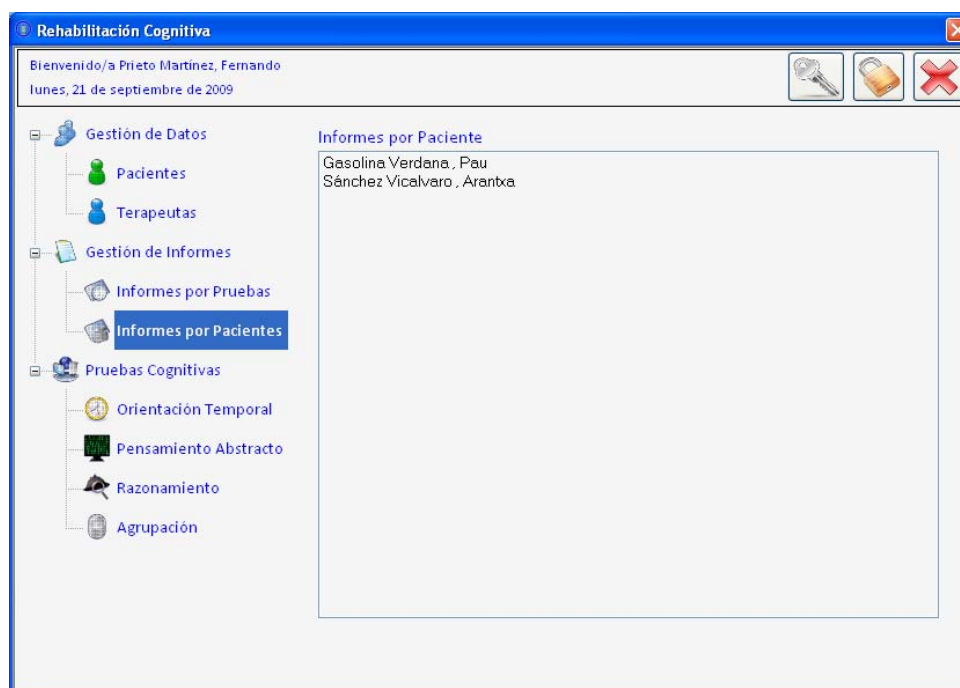 Rehabilitación Cognitiva
Bienvenido/a Prieto Martínez, Fernando
lunes, 21 de septiembre de 2009
Gestión de Datos
Pacientes
Terapeutas
Gestión de Informes
Informes por Pruebas
Informes por Pacientes
Pruebas Cognitivas
Orientación Temporal
Pensamiento Abstracto
Razonamiento
Agrupación
Informes por Paciente
Gasolina Verdana , Pau
Sánchez Vicalvaro , Arantxa